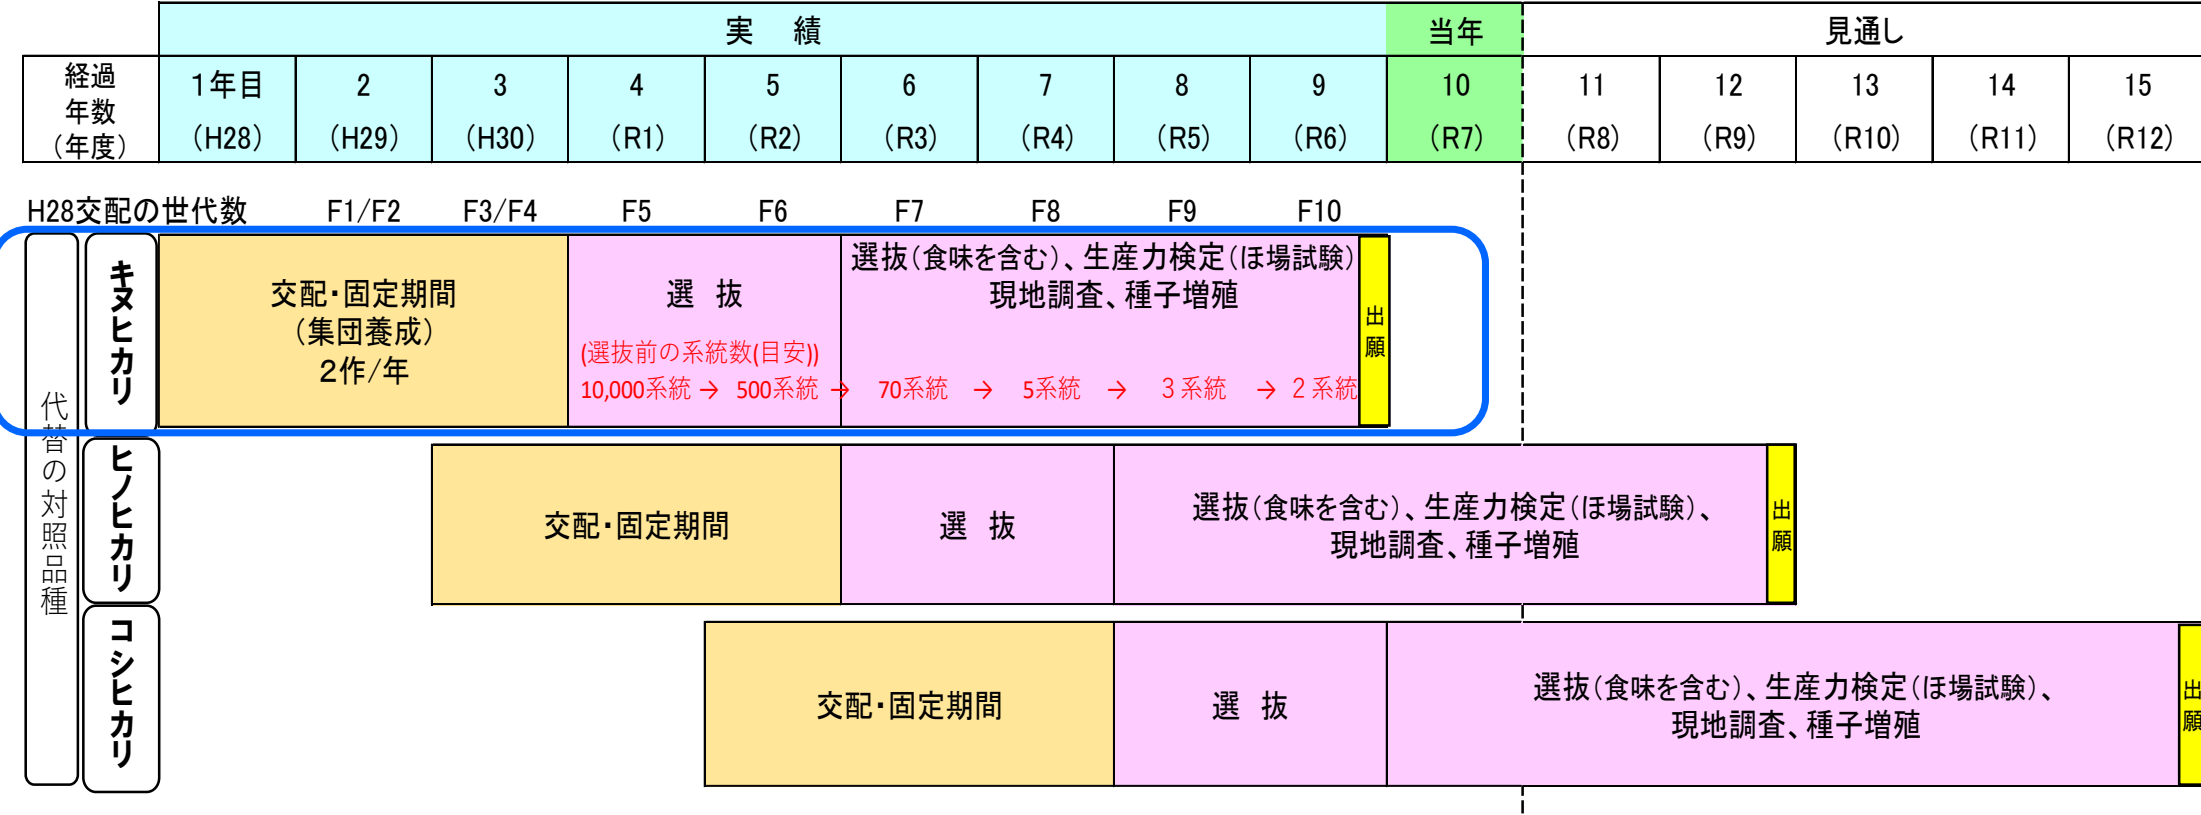 実　績
当年
見通し
経過
年数
（年度）
1年目
（H28）
2
（H29）
3
（H30）
4
（R1）
5
（R2）
6
（R3）
7
（R4）
8
（R5）
9
（R6）
10
（R7）
11
（R8）
12
（R9）
13
（R10）
14
（R11）
15
（R12）
H28交配の世代数
F1/F2
F3/F4
F5
F6
F7
F8
F9
F10
代替の対照品種
キヌヒカリ
交配・固定期間
（集団養成）
2作/年
選　抜
(選抜前の系統数(目安))
選抜（食味を含む）、生産力検定（ほ場試験）
現地調査、種子増殖
10,000系統 → 500系統 → 70系統 → 5系統 → ３系統 → ２系統
出願
ヒノヒカリ
交配・固定期間
選　抜
選抜（食味を含む）、生産力検定（ほ場試験）、
現地調査、種子増殖
出願
コシヒカリ
交配・固定期間
選　抜
選抜（食味を含む）、生産力検定（ほ場試験）、
現地調査、種子増殖
出願